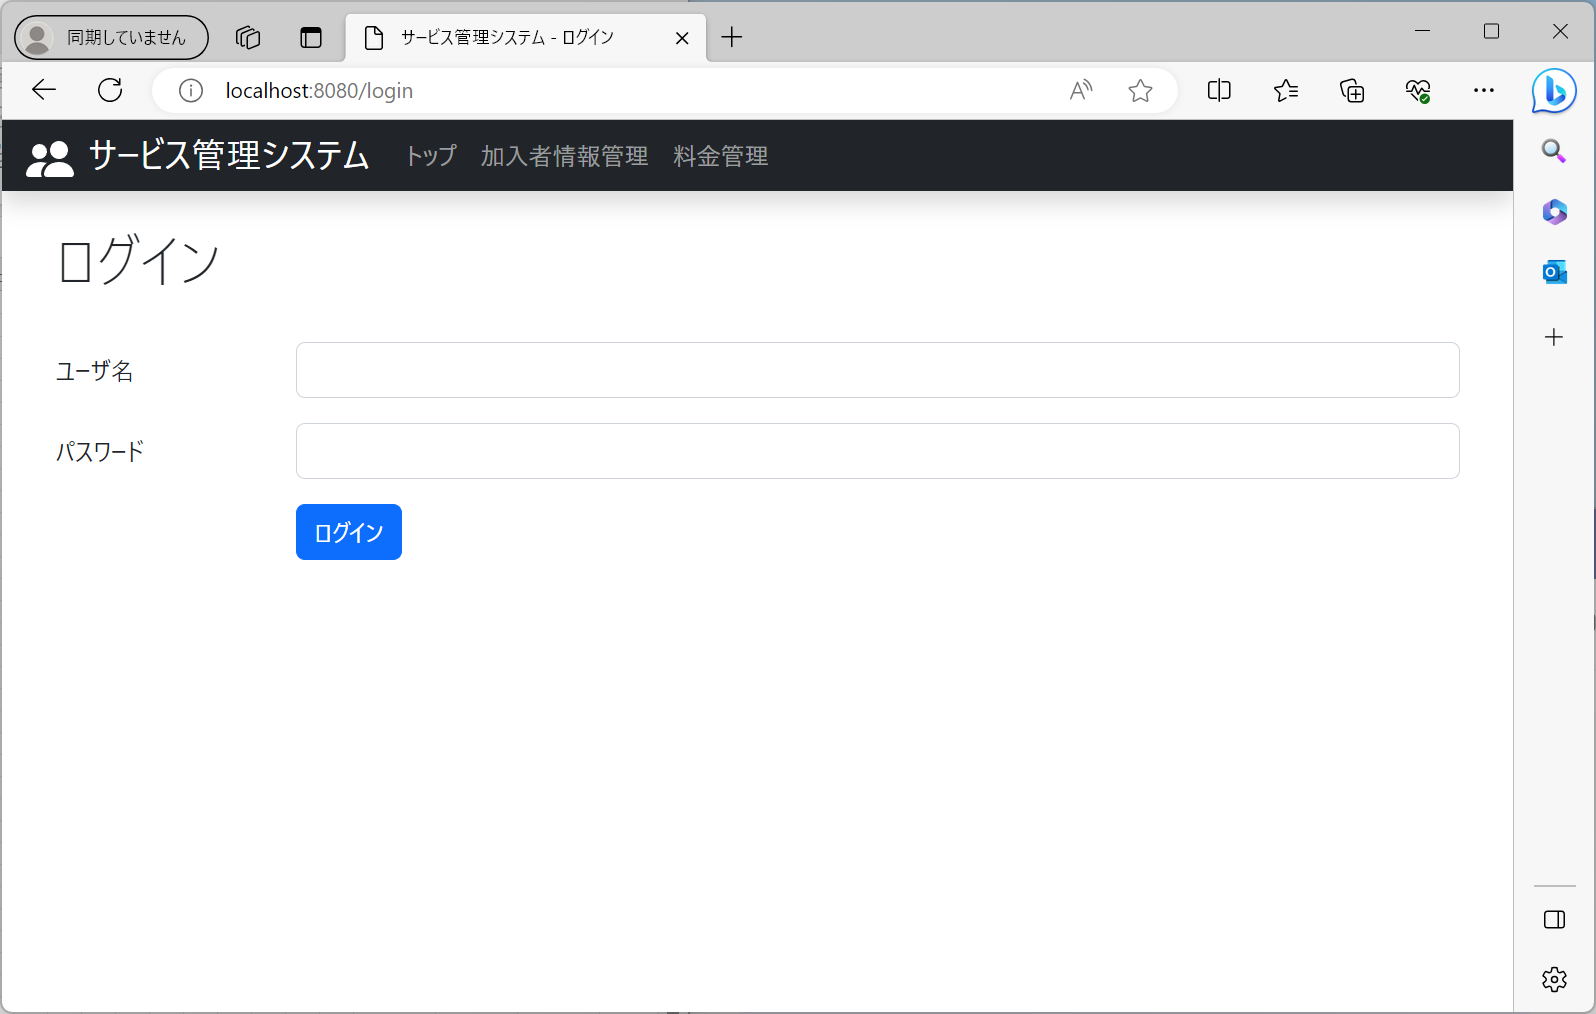 同期していません
サービス管理システム - ログイン
localhost:8080/login
サービス管理システム トップ 加入者情報管理 料金管理
ログイン
ユーザ名
パスワード
ログイン